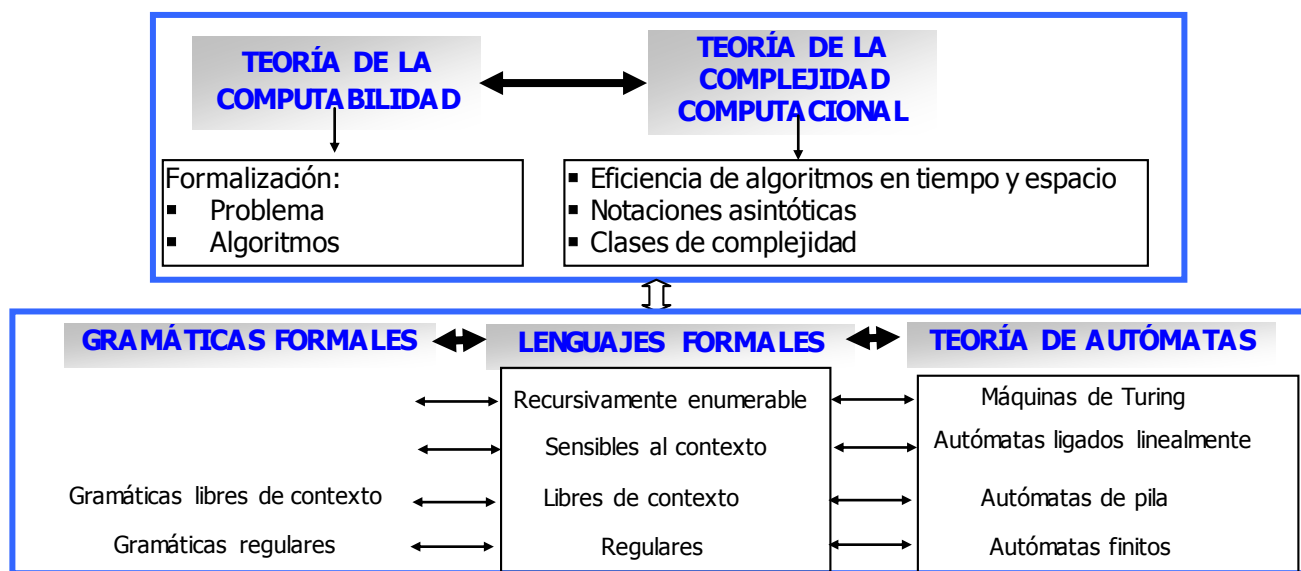 TEORÍA DE LA
COMPUTABILIDAD
TEORÍA DE LA
COMPLEJIDAD
COMPUTACIONAL
Formalización:
▪ Problema
▪ Algoritmos
▪ Eficiencia de algoritmos en tiempo y espacio
▪ Notaciones asintóticas
▪ Clases de complejidad
GRAMÁTICAS FORMALES
LENGUAJES FORMALES
TEORÍA DE AUTÓMATAS
Recursivamente enumerable
Máquinas de Turing
Sensibles al contexto
Autómatas ligados linealmente
Gramáticas libres de contexto
Libres de contexto
Autómatas de pila
Gramáticas regulares
Regulares
Autómatas finitos